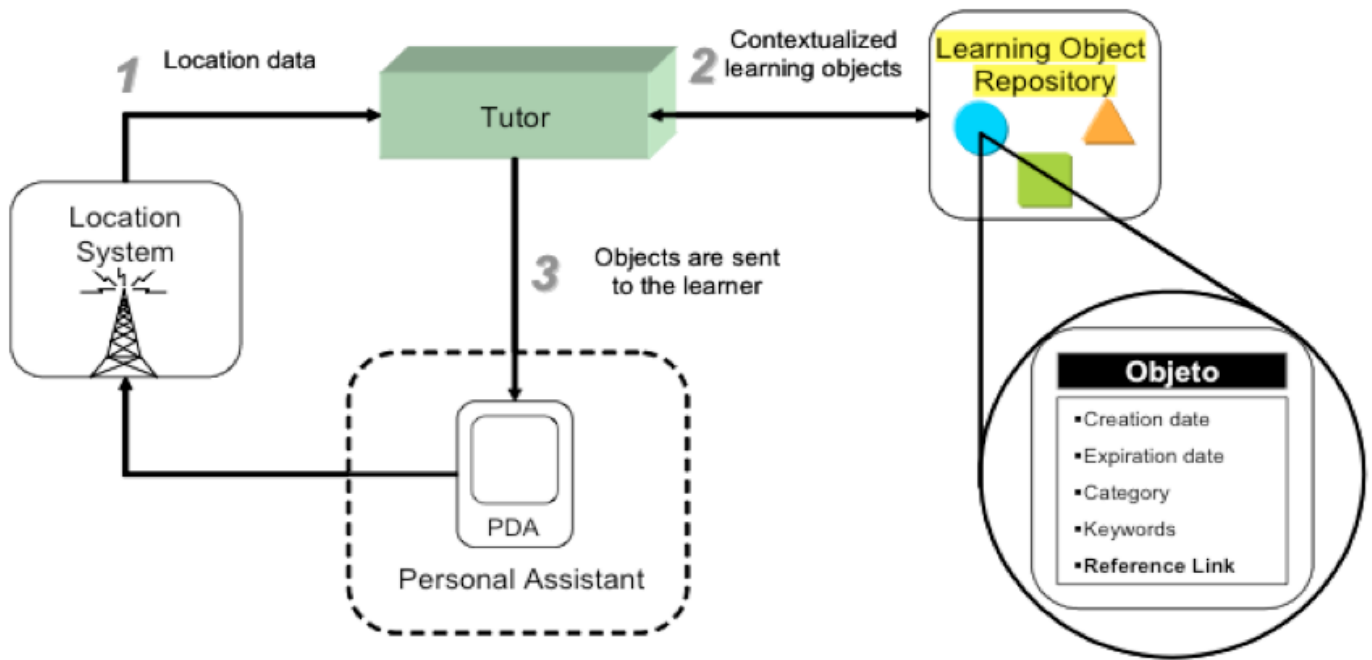 1
Location data
Tutor
2
Contextualized
learning objects
Learning Object
Repository
Location
System
3
Objects are sent
to the learner
PDA
Personal Assistant
Objeto
▪Creation date
▪Expiration date
▪Category
▪Keywords
▪Reference Link